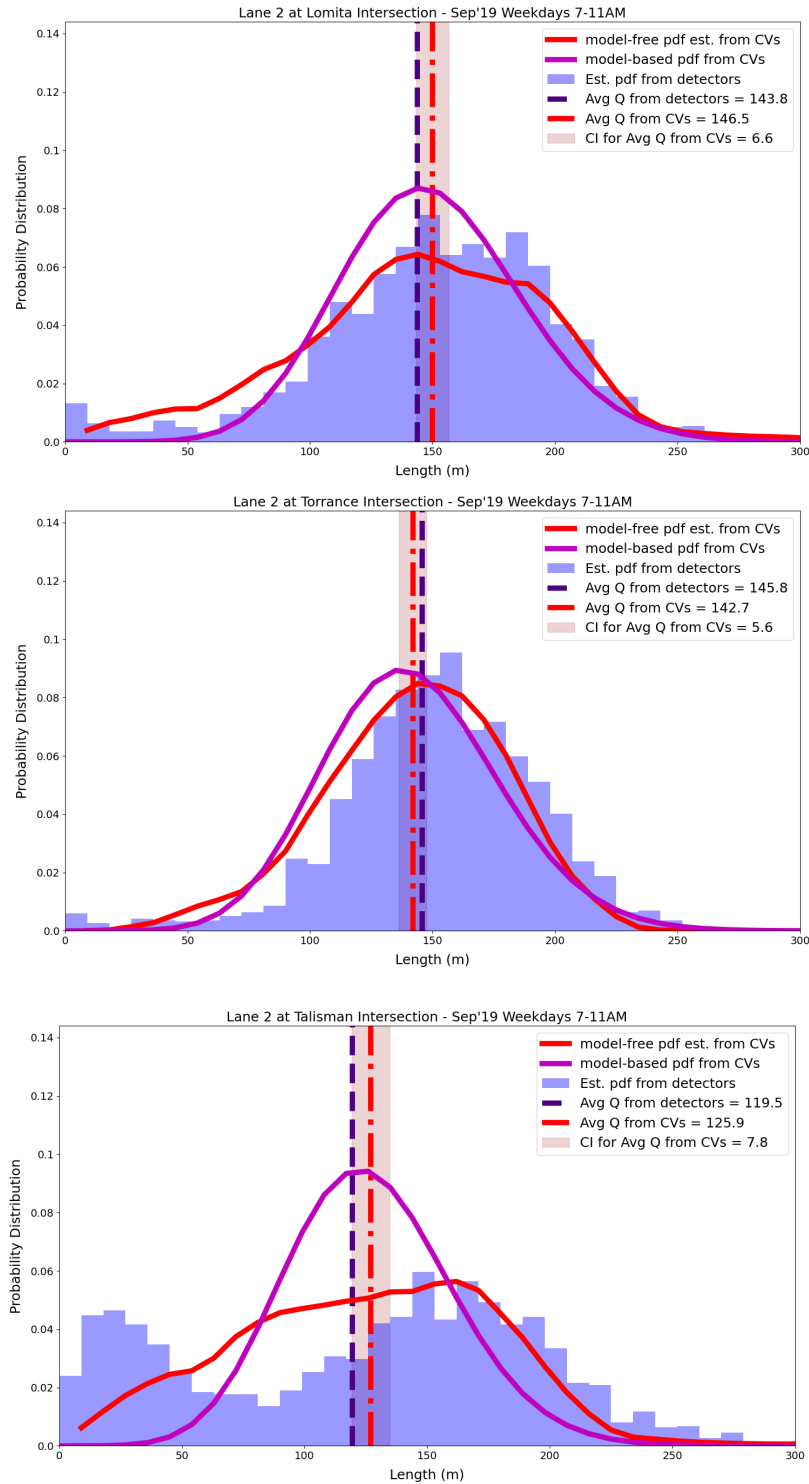 Lane 2 at Lomita Intersection - Sep'19 Weekdays 7-11AM
0.14
0.12
0.1
0.08
0.06
0.04
0.02
0.0
Probability Distribution
model-free pdf est. from CVs
model-based pdf from CVs
Est. pdf from detectors
Avg Q from detectors = 143.8
Avg Q from CVs = 146.5
CI for Avg Q from CVs = 6.6
0 50 100 150 200 250 300
Length (m)
Lane 2 at Torrance Intersection - Sep'19 Weekdays 7-11AM
0.14
0.12
0.1
0.08
0.06
0.04
0.02
0.0
Probability Distribution
model-free pdf est. from CVs
model-based pdf from CVs
Est. pdf from detectors
Avg Q from detectors = 145.8
Avg Q from CVs = 142.7
CI for Avg Q from CVs = 5.6
0 50 100 150 200 250 300
Length (m)
Lane 2 at Talisman Intersection - Sep'19 Weekdays 7-11AM
0.14
0.12
0.1
0.08
0.06
0.04
0.02
0.0
Probability Distribution
model-free pdf est. from CVs
model-based pdf from CVs
Est. pdf from detectors
Avg Q from detectors = 119.5
Avg Q from CVs = 125.9
CI for Avg Q from CVs = 7.8
0 50 100 150 200 250 300
Length (m)